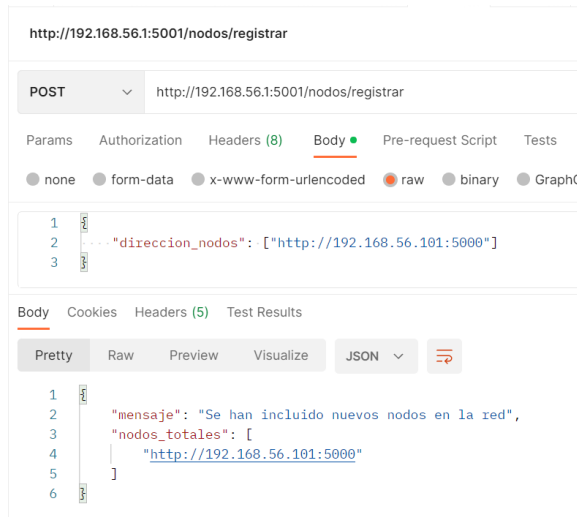 http://192.168.56.1:5001/nodos/registrar
POST http://192.168.56.1:5001/nodos/registrar
Params Authorization Headers (8) Body Pre-request Script Tests
none form-data x-www-form-urlencoded raw binary
1 {
2 "direccion_nodos": ["http://192.168.56.101:5000"]
3 }
Body Cookies Headers (5) Test Results
Pretty Raw Preview Visualize JSON
1 {
2 "mensaje": "Se han incluido nuevos nodos en la red",
3 "nodos_totales": [
4 "http://192.168.56.101:5000"
5 ]
6 }